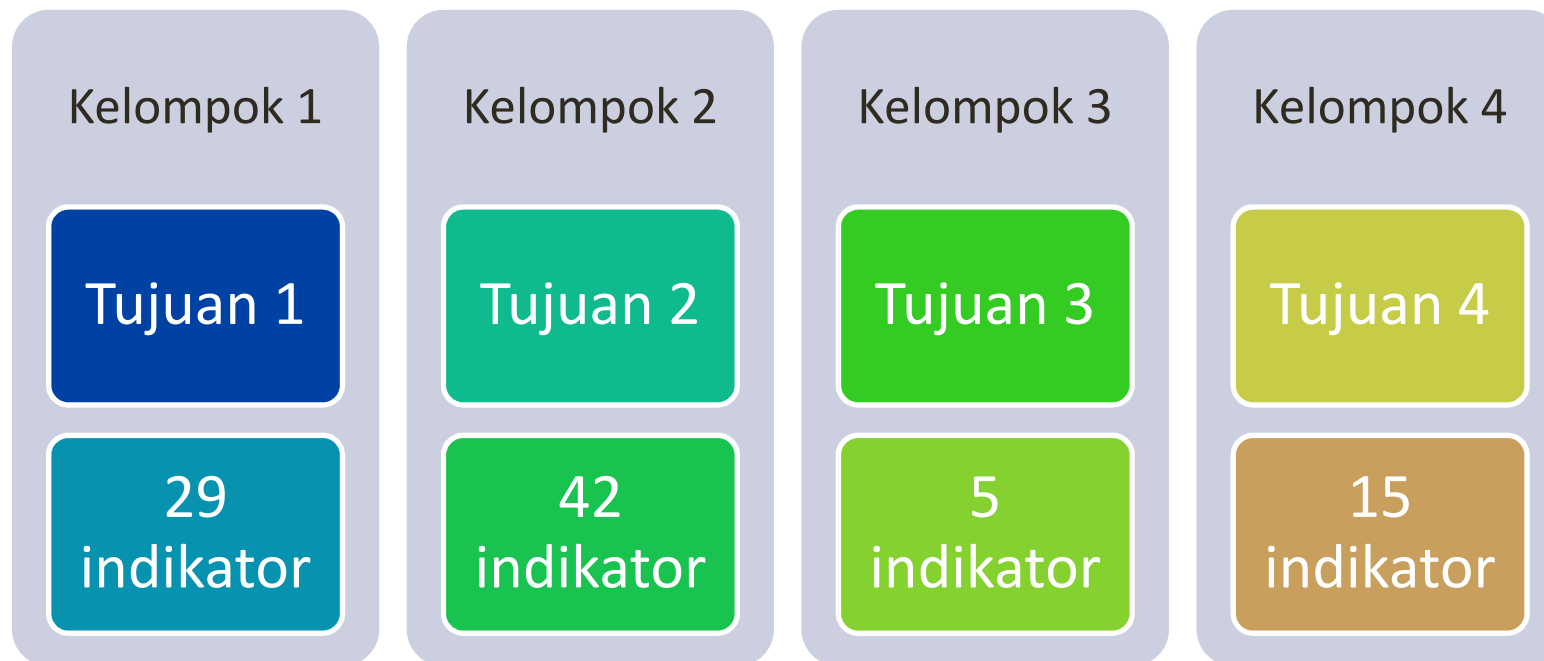 Kelompok 1
Tujuan 1
29
indikator
Kelompok 2
Tujuan 2
42
indikator
Kelompok 3
Tujuan 3
5
indikator
Kelompok 4
Tujuan 4
15
indikator